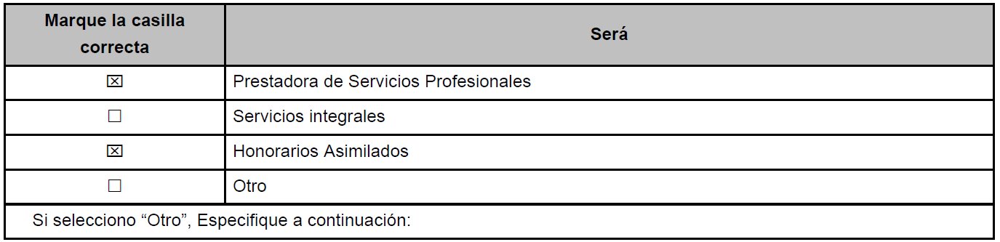 Marque la casilla
correcta
Será
☒ Prestadora de Servicios Profesionales
☐ Servicios integrales
☒ Honorarios Asimilados
☐ Otro
Si selecciono “Otro”, Especifique a continuación: